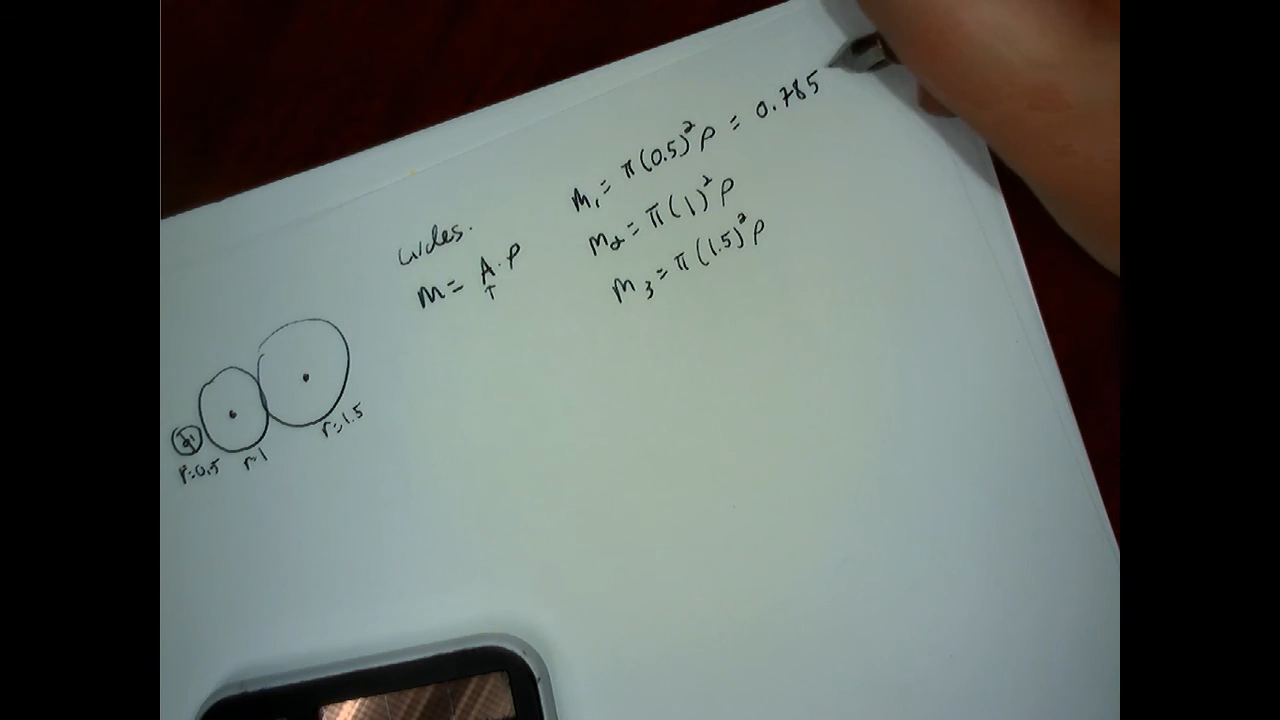 circles.
m = A · ρ
↑
m₁ = π(0.5)² ρ = 0.785
m₂ = π(1)² ρ
m₃ = π(1.5)² ρ
r=0.5
r=1
r=1.5